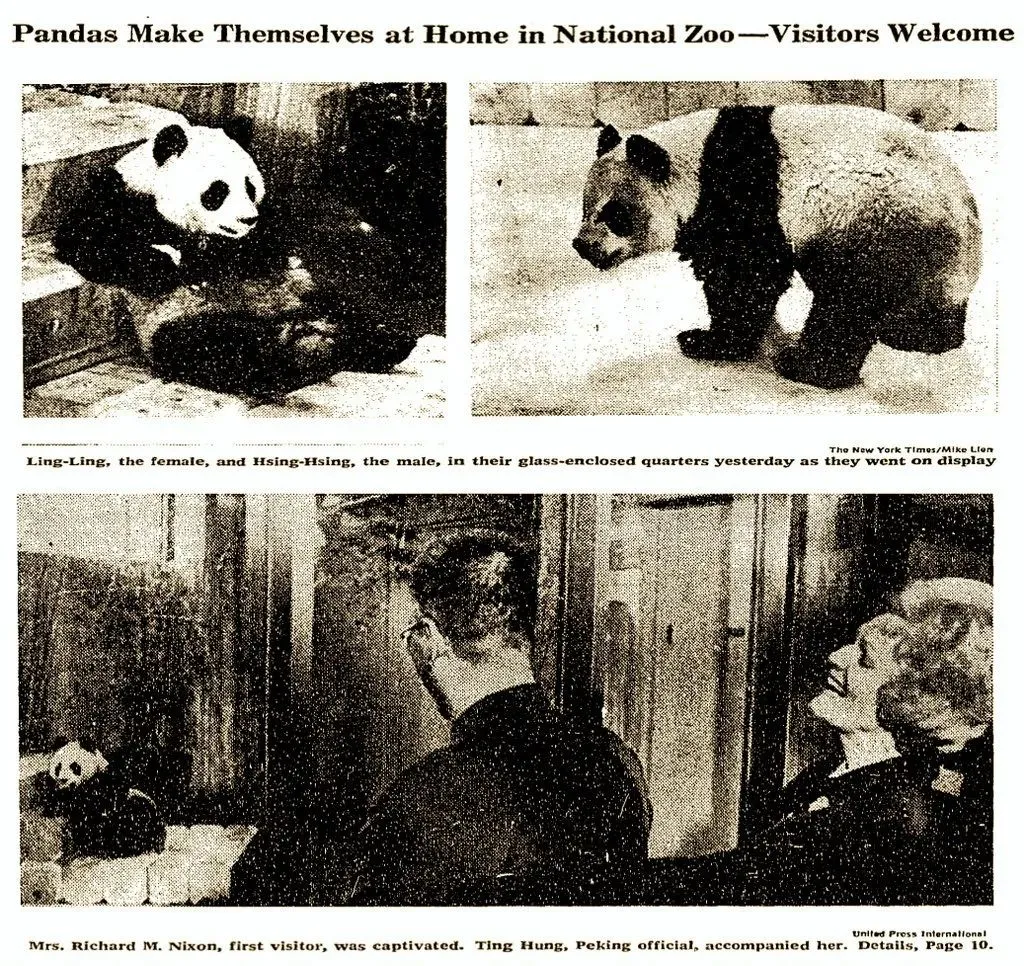 Pandas Make Themselves at Home in National Zoo—Visitors Welcome
The New York Times/Mike Lien
Ling-Ling, the female, and Hsing-Hsing, the male, in their glass-enclosed quarters yesterday as they went on display
United Press International
Mrs. Richard M. Nixon, first visitor, was captivated. Ting Hung, Peking official, accompanied her. Details, Page 10.